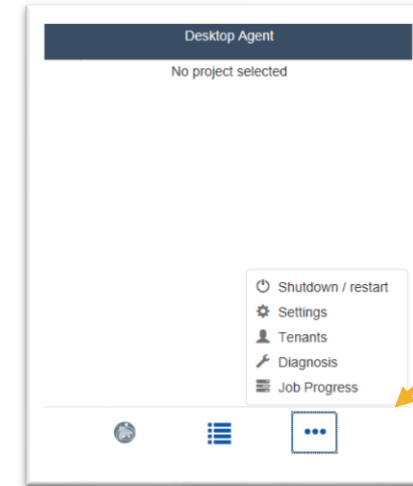 Desktop Agent
No project selected
Shutdown / restart
Settings
Tenants
Diagnosis
Job Progress